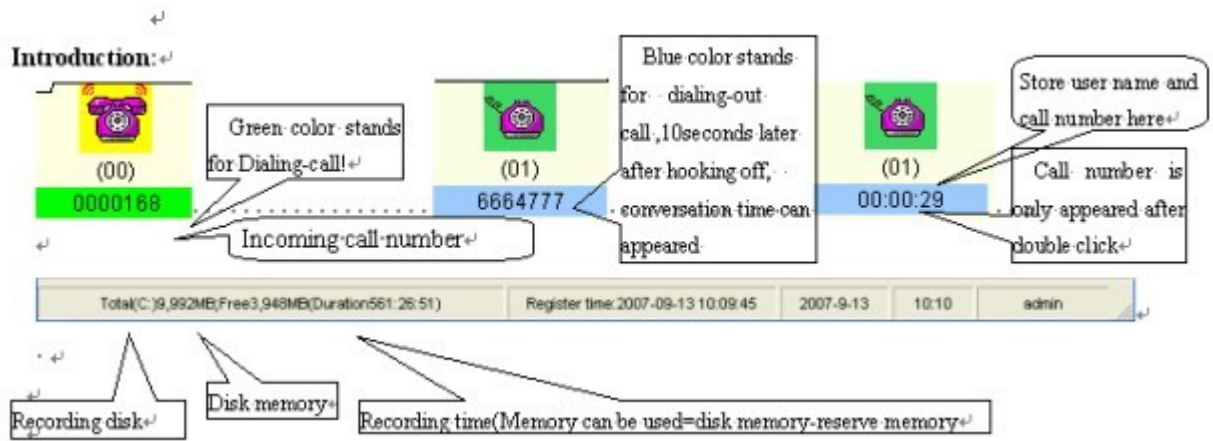 Introduction:
Green color stands
for Dialing-call!
Blue color stands
for dialing-out
call ,10seconds later
after hooking off,
conversation time can
appeared
Store user name and
call number here
Call number is
only appeared after
double click
(00)
0000168
(01)
6664777
(01)
00:00:29
Incoming call number
Total(C:)9,992MB;Free3,948MB(Duration561:26:51)
Register time:2007-09-13 10:09:45
2007-9-13
10:10
admin
Recording disk
Disk memory
Recording time(Memory can be used=disk memory-reserve memory